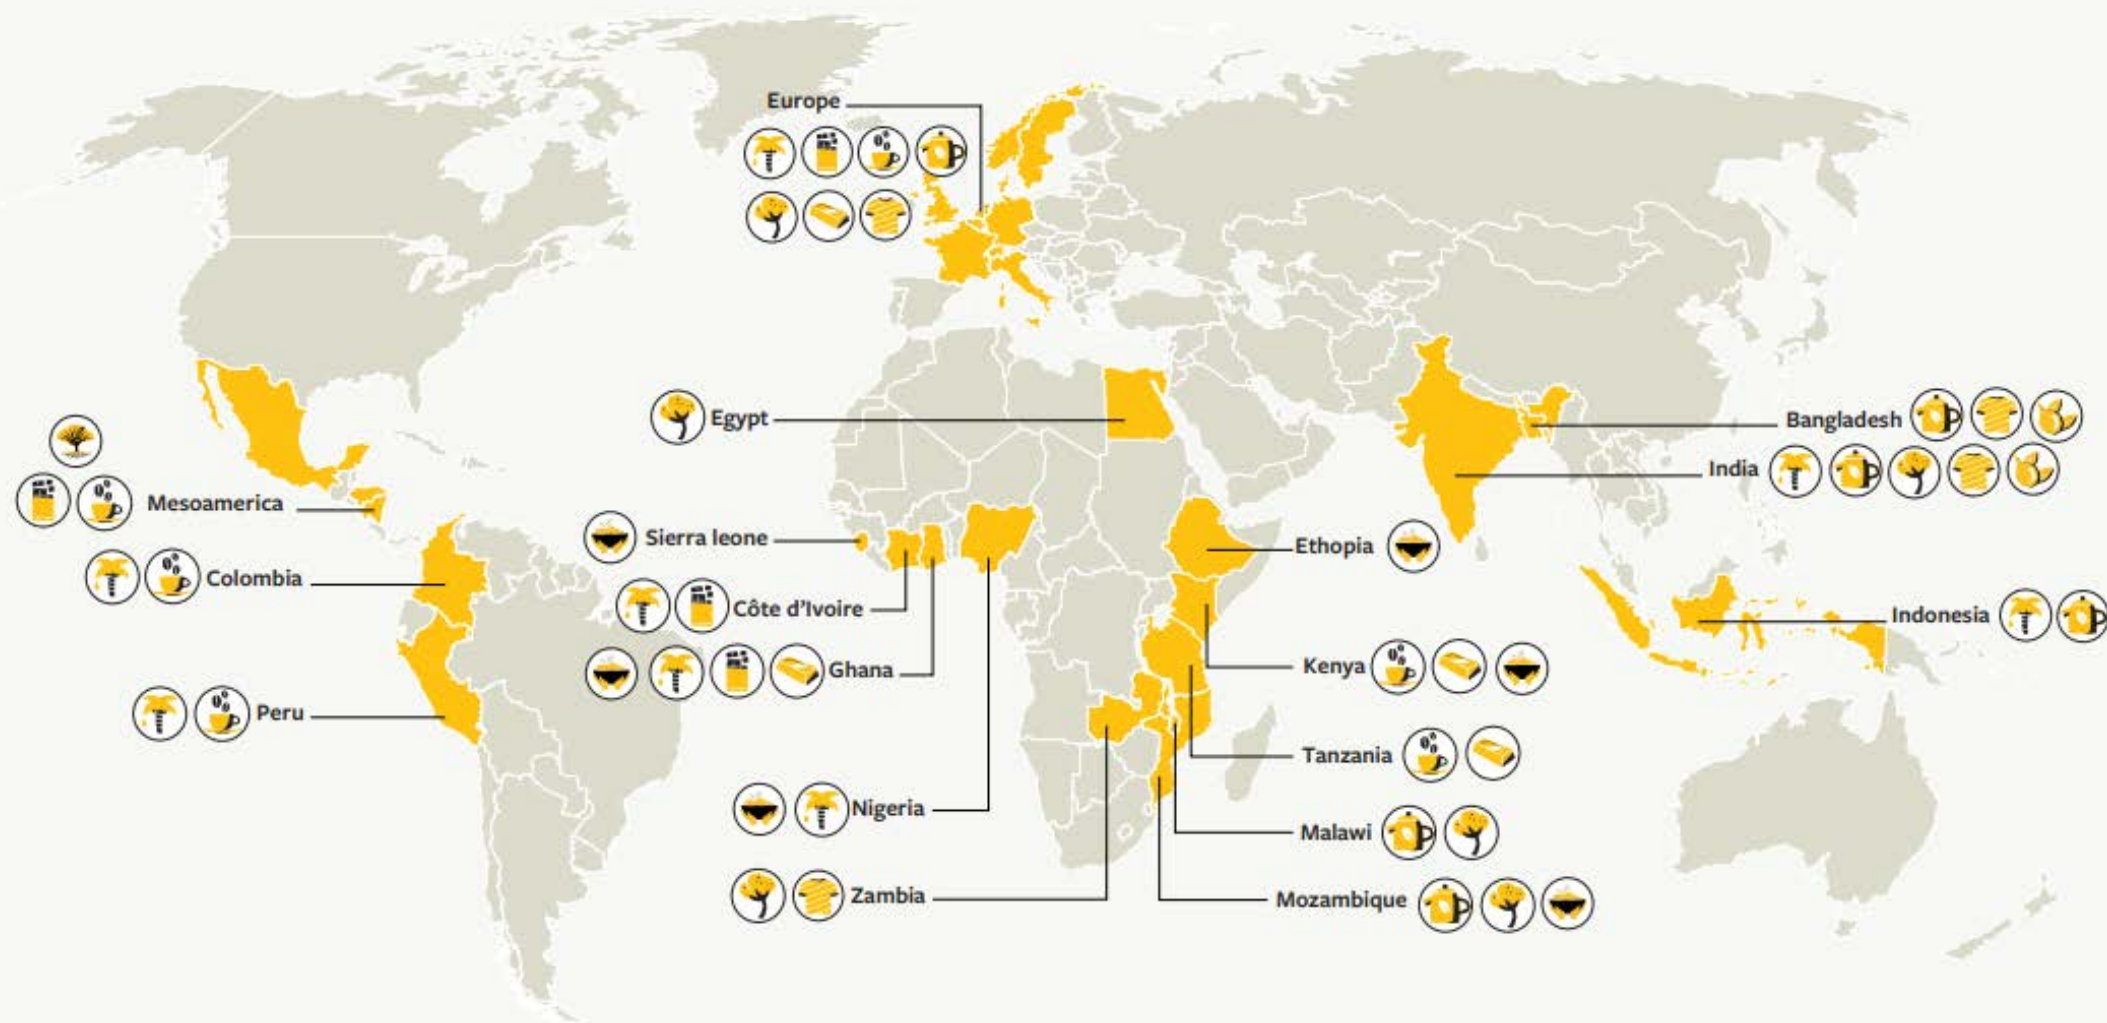 Europe
Egypt
Bangladesh
India
Mesoamerica
Sierra leone
Ethopia
Colombia
Côte d’Ivoire
Indonesia
Ghana
Kenya
Peru
Tanzania
Nigeria
Malawi
Zambia
Mozambique